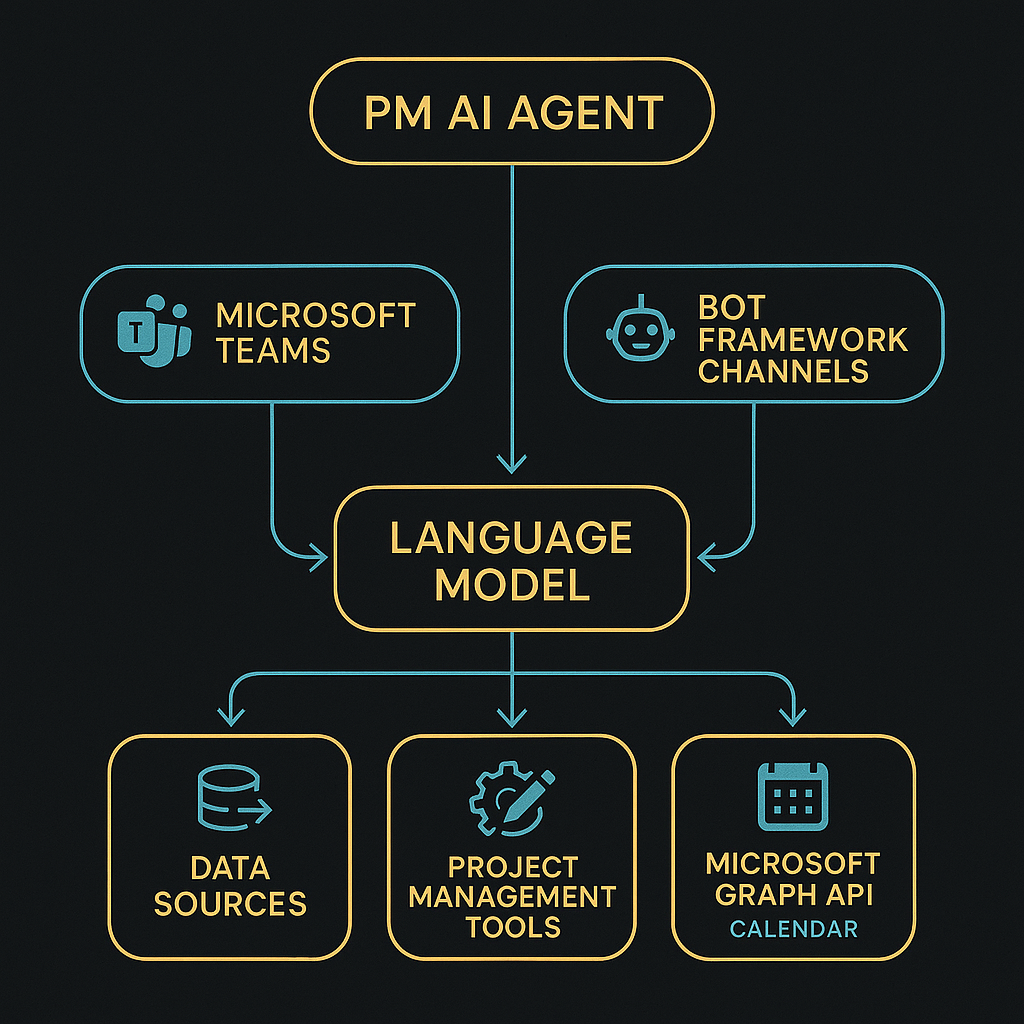 PM AI AGENT
T
MICROSOFT
TEAMS
BOT
FRAMEWORK
CHANNELS
LANGUAGE
MODEL
DATA
SOURCES
PROJECT
MANAGEMENT
TOOLS
MICROSOFT
GRAPH API
CALENDAR